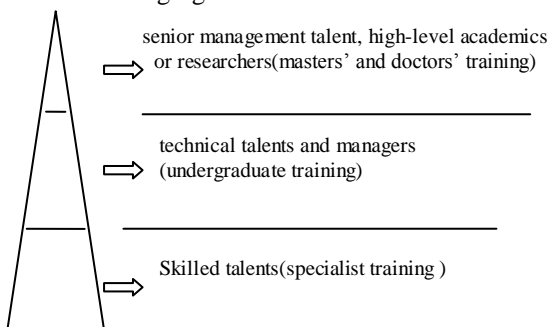 senior management talent, high-level academics
or researchers(masters’ and doctors’ training)
technical talents and managers
(undergraduate training)
Skilled talents(specialist training )